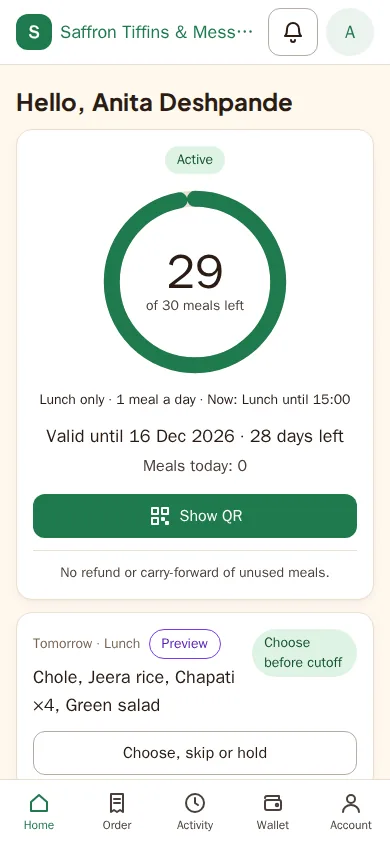 S
Saffron Tiffins & Mess···
A
Hello, Anita Deshpande
Active
29
of 30 meals left
Lunch only · 1 meal a day · Now: Lunch until 15:00
Valid until 16 Dec 2026 · 28 days left
Meals today: 0
Show QR
No refund or carry-forward of unused meals.
Tomorrow · Lunch
Preview
Choose
before cutoff
Chole, Jeera rice, Chapati
×4, Green salad
Choose, skip or hold
Home
Order
Activity
Wallet
Account